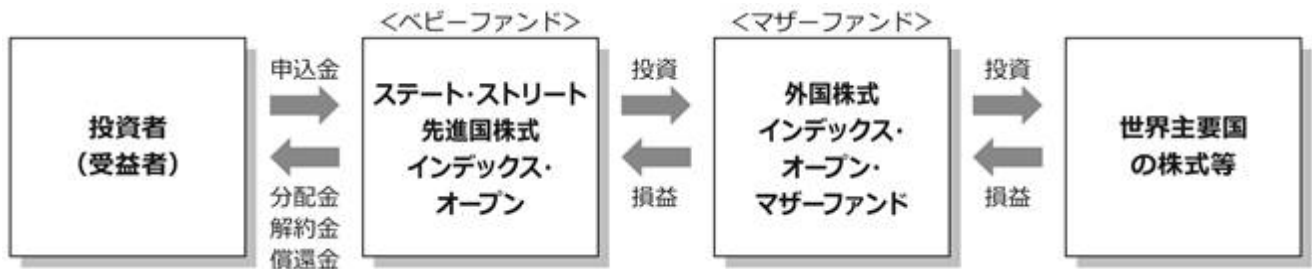 <ベビーファンド>
<マザーファンド>
投資者
(受益者)
申込金
分配金
解約金
償還金
ステート・ストリート
先進国株式
インデックス・
オープン
投資
損益
外国株式
インデックス・
オープン・
マザーファンド
投資
損益
世界主要国
の株式等